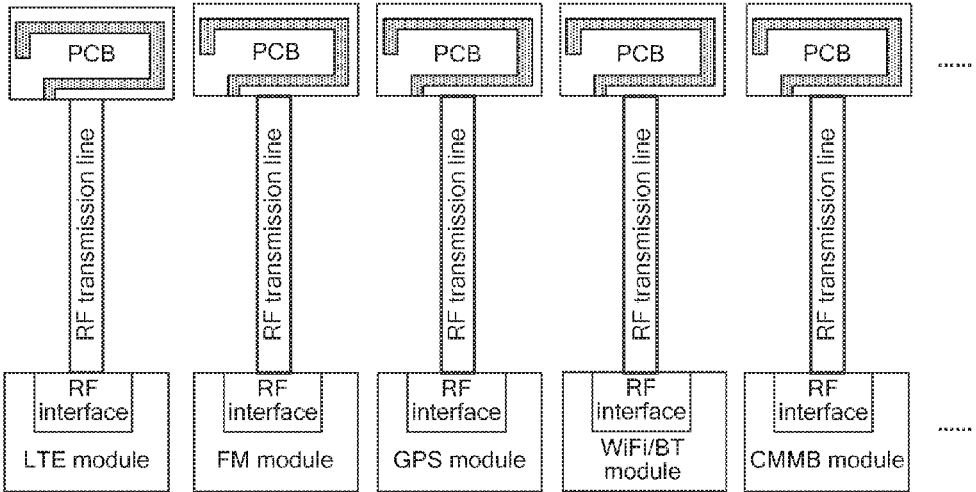 PCB PCB PCB PCB PCB ......
RF transmission line
RF transmission line
RF transmission line
RF transmission line
RF transmission line
RF interface
LTE module
RF interface
FM module
RF interface
GPS module
RF interface
WiFi/BT module
RF interface
CMMB module
......